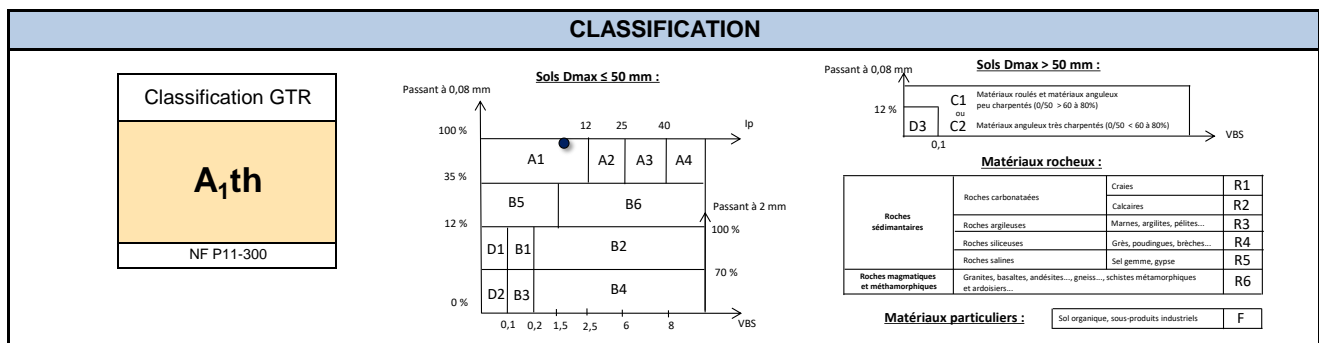 CLASSIFICATION
Classification GTR
A₁th
NF P11-300
Sols Dmax ≤ 50 mm :
Passant à 0,08 mm
12 25 40 Ip
100 %
A1 A2 A3 A4
35 %
B5 B6
Passant à 2 mm
12 %
100 %
D1 B1 B2
70 %
D2 B3 B4
0 %
0,1 0,2 1,5 2,5 6 8 VBS
Sols Dmax > 50 mm :
Passant à 0,08 mm
12 %
D3
C1 Matériaux roulés et matériaux anguleux
peu charpentés (0/50 > 60 à 80%)
ou
C2 Matériaux anguleux très charpentés (0/50 < 60 à 80%)
VBS
0,1
Matériaux rocheux :
Roches sédimantaires
Roches carbonatées
Craies R1
Calcaires R2
Roches argileuses Marnes, argilites, pélites... R3
Roches siliceuses Grès, poudingues, brèches... R4
Roches salines Sel gemme, gypse R5
Roches magmatiques
et méthamorphiques
Granites, basaltes, andésites..., gneiss..., schistes métamorphiques
et ardoisiers...
R6
Matériaux particuliers : Sol organique, sous-produits industriels F